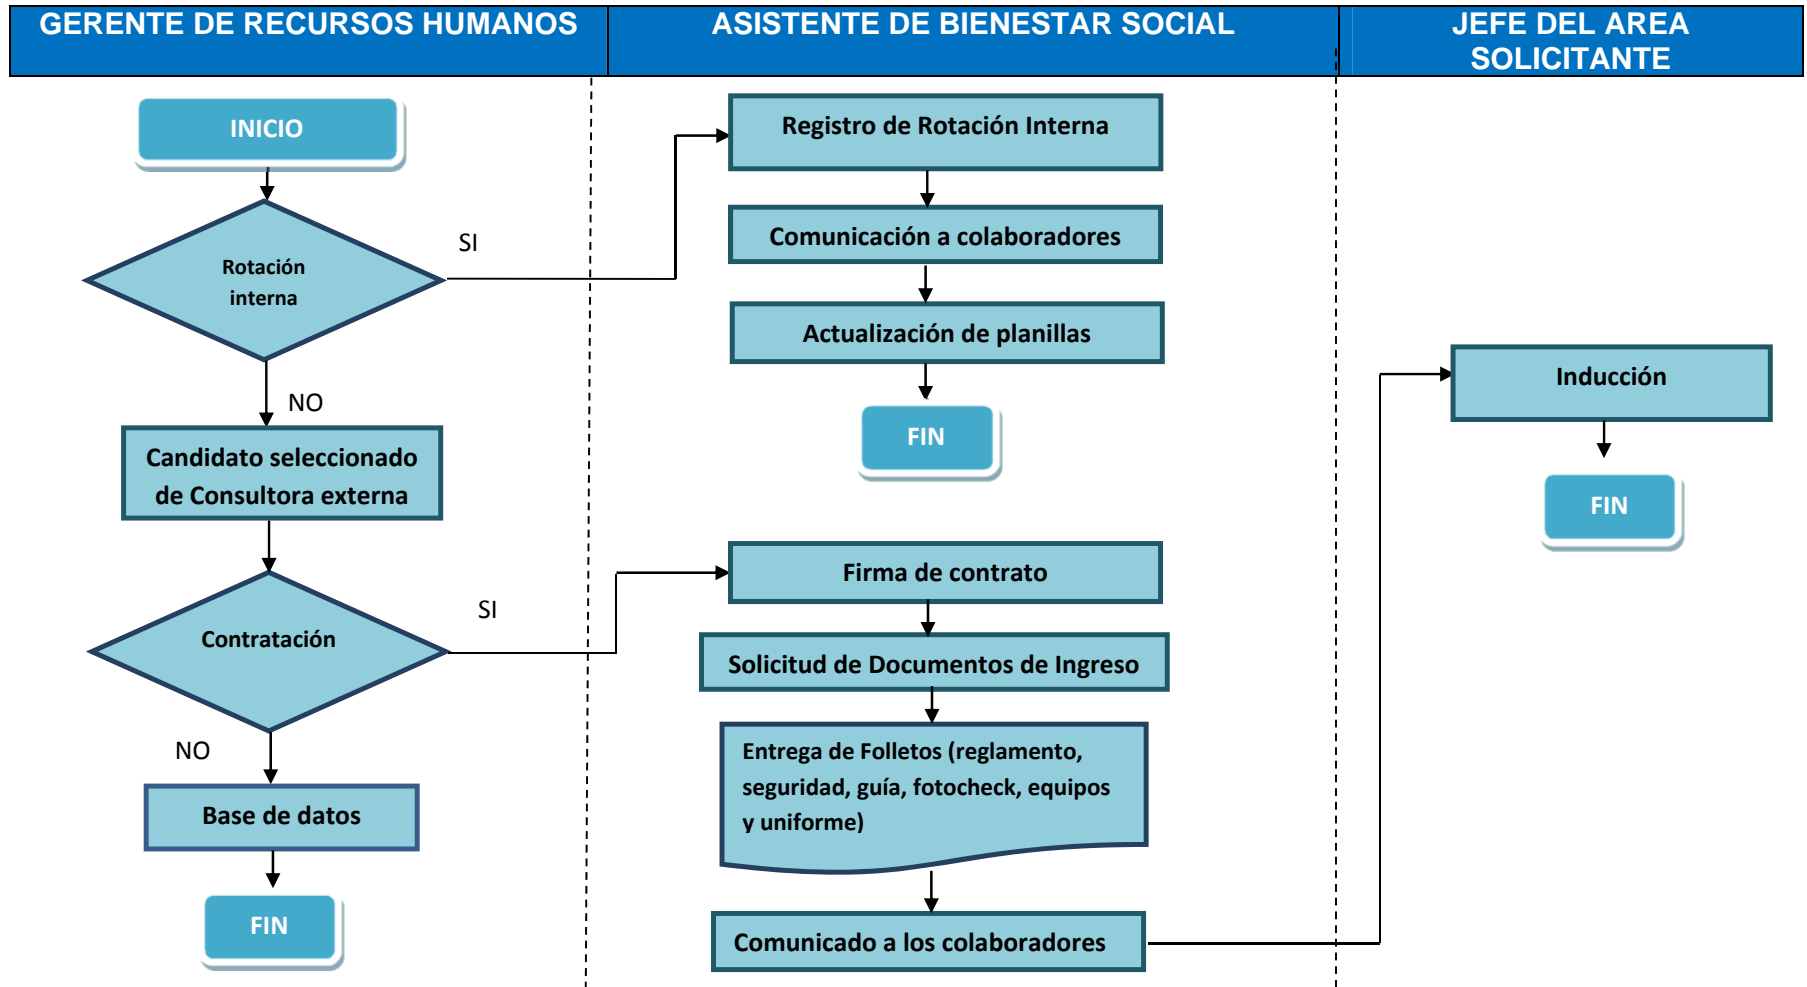 GERENTE DE RECURSOS HUMANOS
ASISTENTE DE BIENESTAR SOCIAL
JEFE DEL AREA
SOLICITANTE
INICIO
Rotación
interna
SI
NO
Candidato seleccionado
de Consultora externa
Contratación
SI
NO
Base de datos
FIN
Registro de Rotación Interna
Comunicación a colaboradores
Actualización de planillas
FIN
Firma de contrato
Solicitud de Documentos de Ingreso
Entrega de Folletos (reglamento,
seguridad, guía, fotocheck, equipos
y uniforme)
Comunicado a los colaboradores
Inducción
FIN